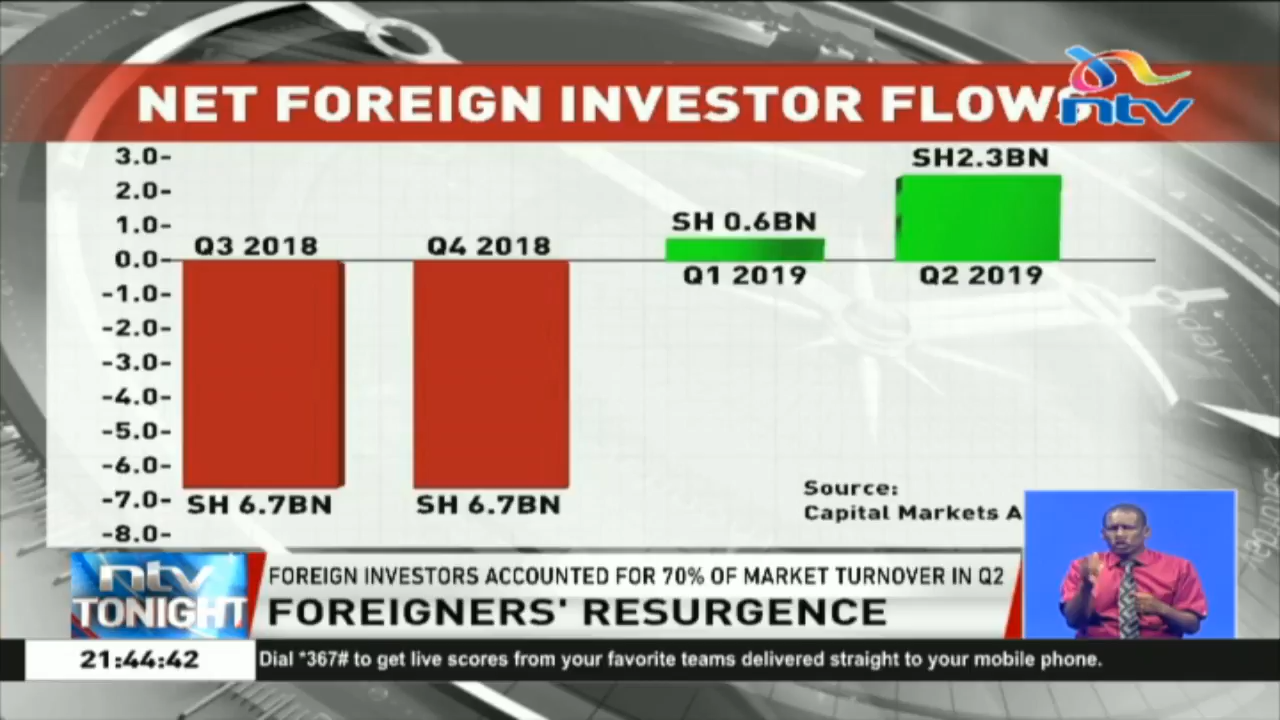 NET FOREIGN INVESTOR FLOWS
ntv
3.0-
2.0-
1.0-
0.0-
-1.0-
-2.0-
-3.0-
-4.0-
-5.0-
-6.0-
-7.0-
-8.0-
Q3 2018
SH 6.7BN
Q4 2018
SH 6.7BN
SH 0.6BN
Q1 2019
SH2.3BN
Q2 2019
Source:
Capital Markets A
ntv
TONIGHT
FOREIGN INVESTORS ACCOUNTED FOR 70% OF MARKET TURNOVER IN Q2
FOREIGNERS' RESURGENCE
21:44:42
Dial *367# to get live scores from your favorite teams delivered straight to your mobile phone.